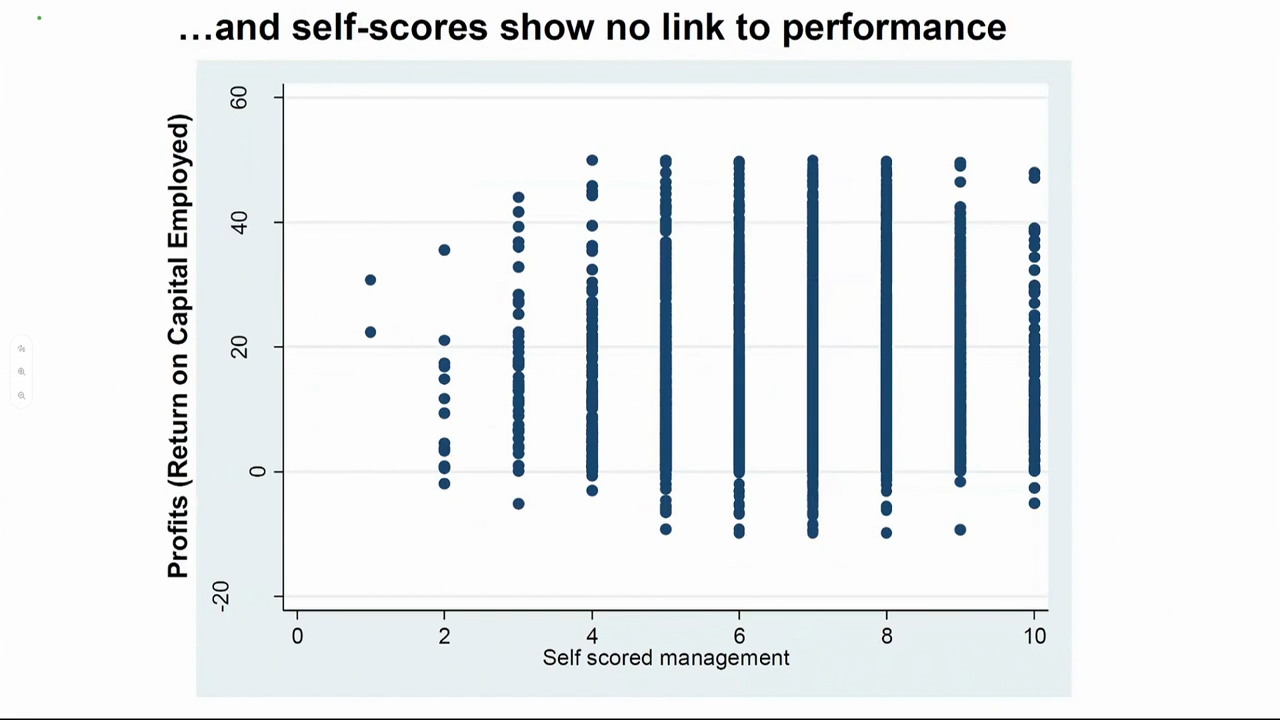 …and self-scores show no link to performance
Profits (Return on Capital Employed)
60
40
20
0
-20
0 2 4 6 8 10
Self scored management